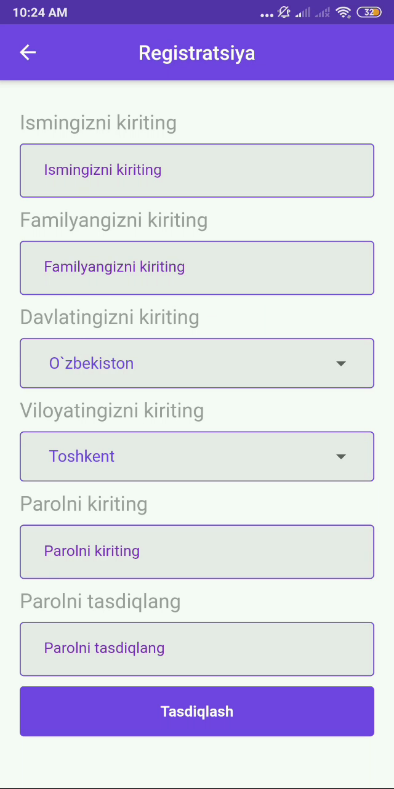 10:24 AM
32
Registratsiya
Ismingizni kiriting
Ismingizni kiriting
Familyangizni kiriting
Familyangizni kiriting
Davlatingizni kiriting
O`zbekiston
Viloyatingizni kiriting
Toshkent
Parolni kiriting
Parolni kiriting
Parolni tasdiqlang
Parolni tasdiqlang
Tasdiqlash